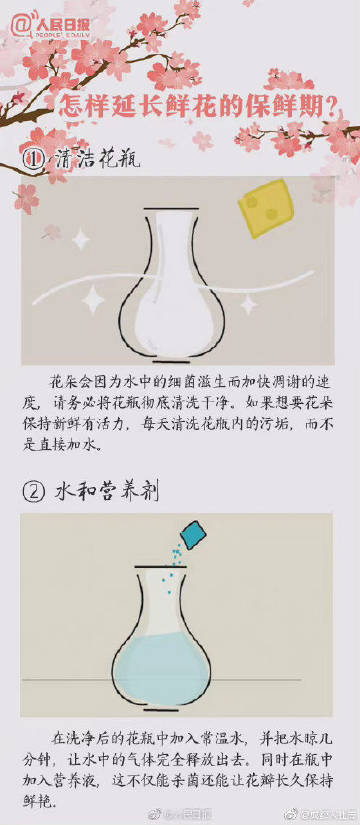 @人民日报
PEOPLE'S DAILY
怎样延长鲜花的保鲜期?
① 清洁花瓶
花朵会因为水中的细菌滋生而加快凋谢的速
度，请务必将花瓶彻底清洗干净。如果想要花朵
保持新鲜有活力，每天清洗花瓶内的污垢，而不
是直接加水。
② 水和营养剂
在洗净后的花瓶中加入常温水，并把水晾几
分钟，让水中的气体完全释放出去。同时在瓶中
加入营养液，这不仅能杀菌还能让花瓣长久保持
鲜艳.
@人民日报